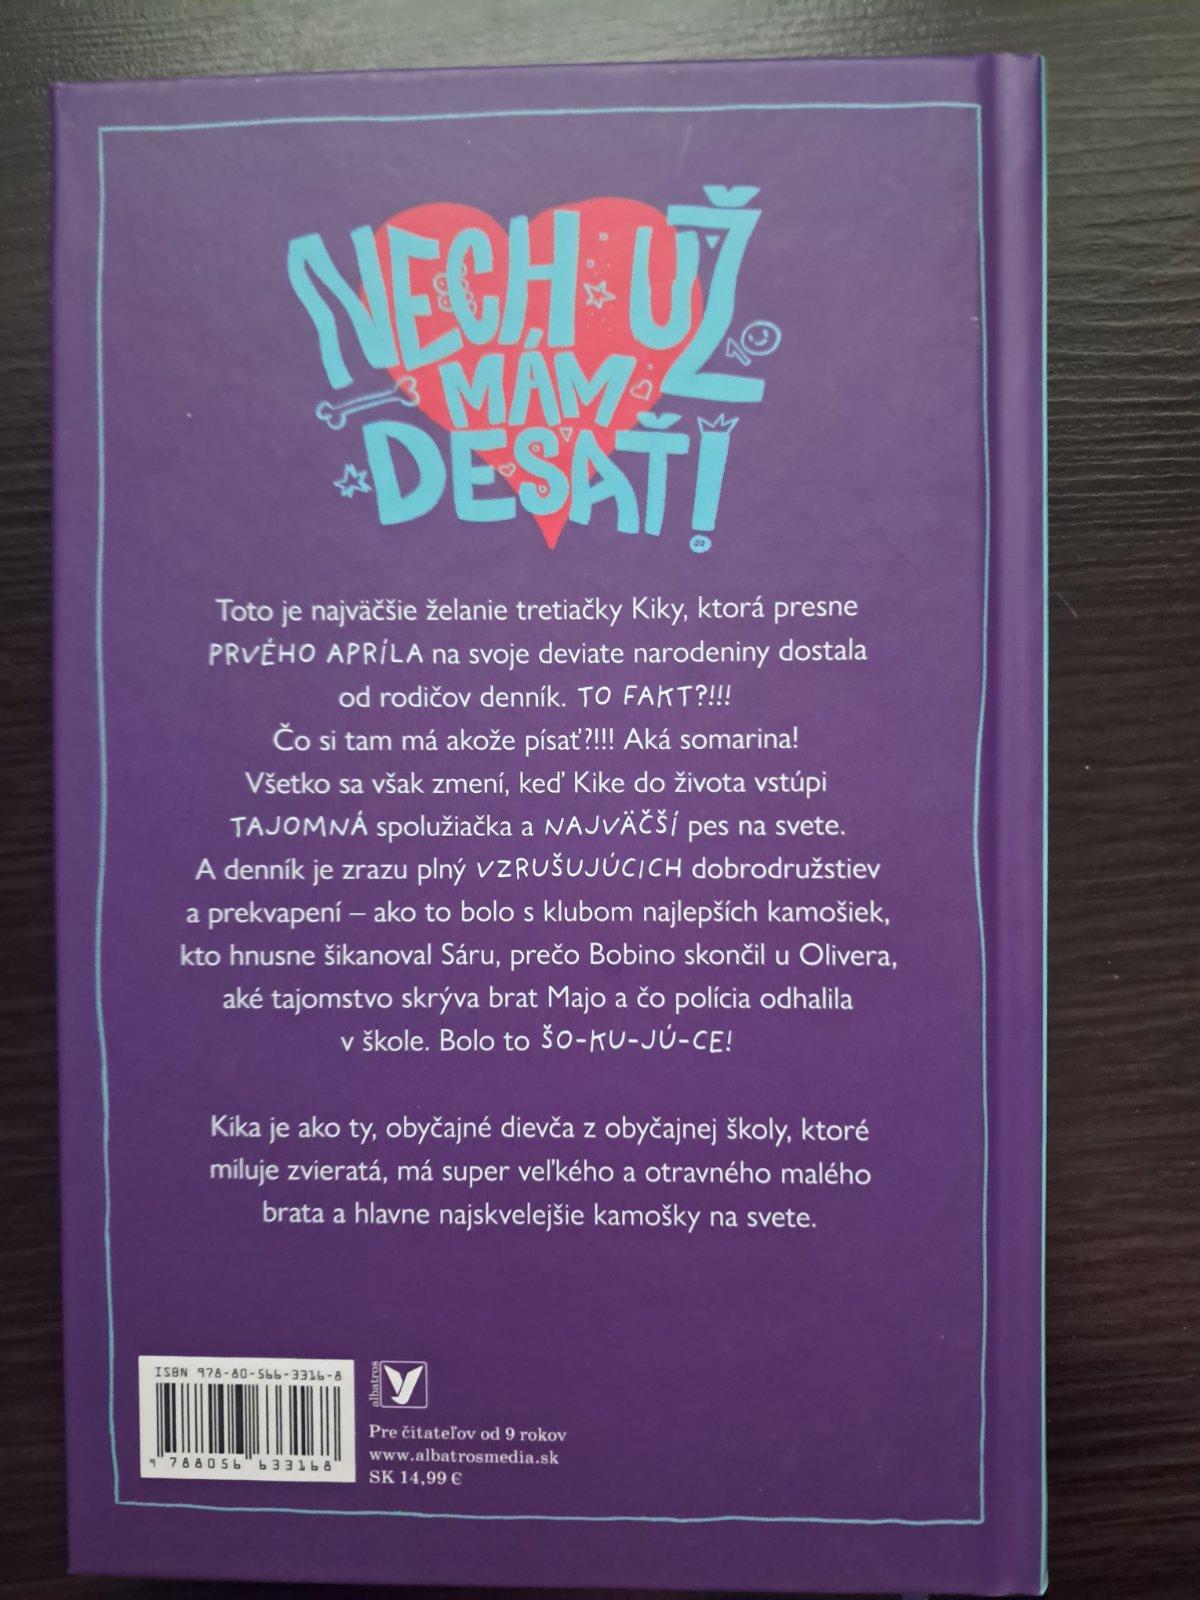 NECH UŽ
MÁM
DESAŤ!
10
Toto je najväčšie želanie tretiačky Kiky, ktorá presne
PRVÉHO APRÍLA na svoje deviate narodeniny dostala
od rodičov denník. TO FAKT?!!!
Čo si tam má akože písať?!!! Aká somarina!
Všetko sa však zmení, keď Kike do života vstúpi
TAJOMNÁ spolužiačka a NAJVÄČŠÍ pes na svete.
A denník je zrazu plný VZRUŠUJÚCICH dobrodružstiev
a prekvapení – ako to bolo s klubom najlepších kamošiek,
kto hnusne šikanoval Sáru, prečo Bobino skončil u Olivera,
aké tajomstvo skrýva brat Majo a čo polícia odhalila
v škole. Bolo to ŠO-KU-JÚ-CE!
Kika je ako ty, obyčajné dievča z obyčajnej školy, ktoré
miluje zvieratá, má super veľkého a otravného malého
brata a hlavne najskvelejšie kamošky na svete.
ISBN 978-80-566-3316-8
9 788056 633168
albatros
Pre čitateľov od 9 rokov
www.albatrosmedia.sk
SK 14,99 €